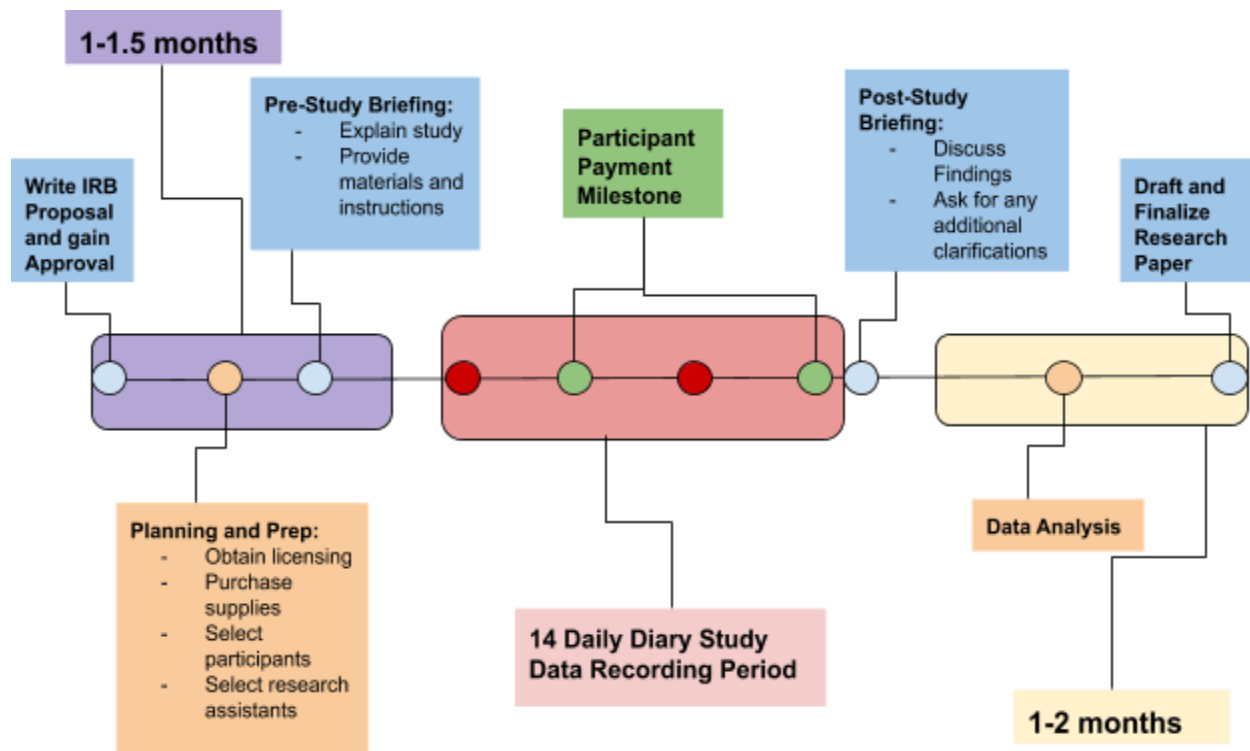 1-1.5 months
Pre-Study Briefing:
- Explain study
- Provide
materials and
instructions
Participant
Payment
Milestone
Post-Study
Briefing:
- Discuss
Findings
- Ask for any
additional
clarifications
Write IRB
Proposal
and gain
Approval
Draft and
Finalize
Research
Paper
Planning and Prep:
- Obtain licensing
- Purchase
supplies
- Select
participants
- Select research
assistants
Data Analysis
14 Daily Diary Study
Data Recording Period
1-2 months